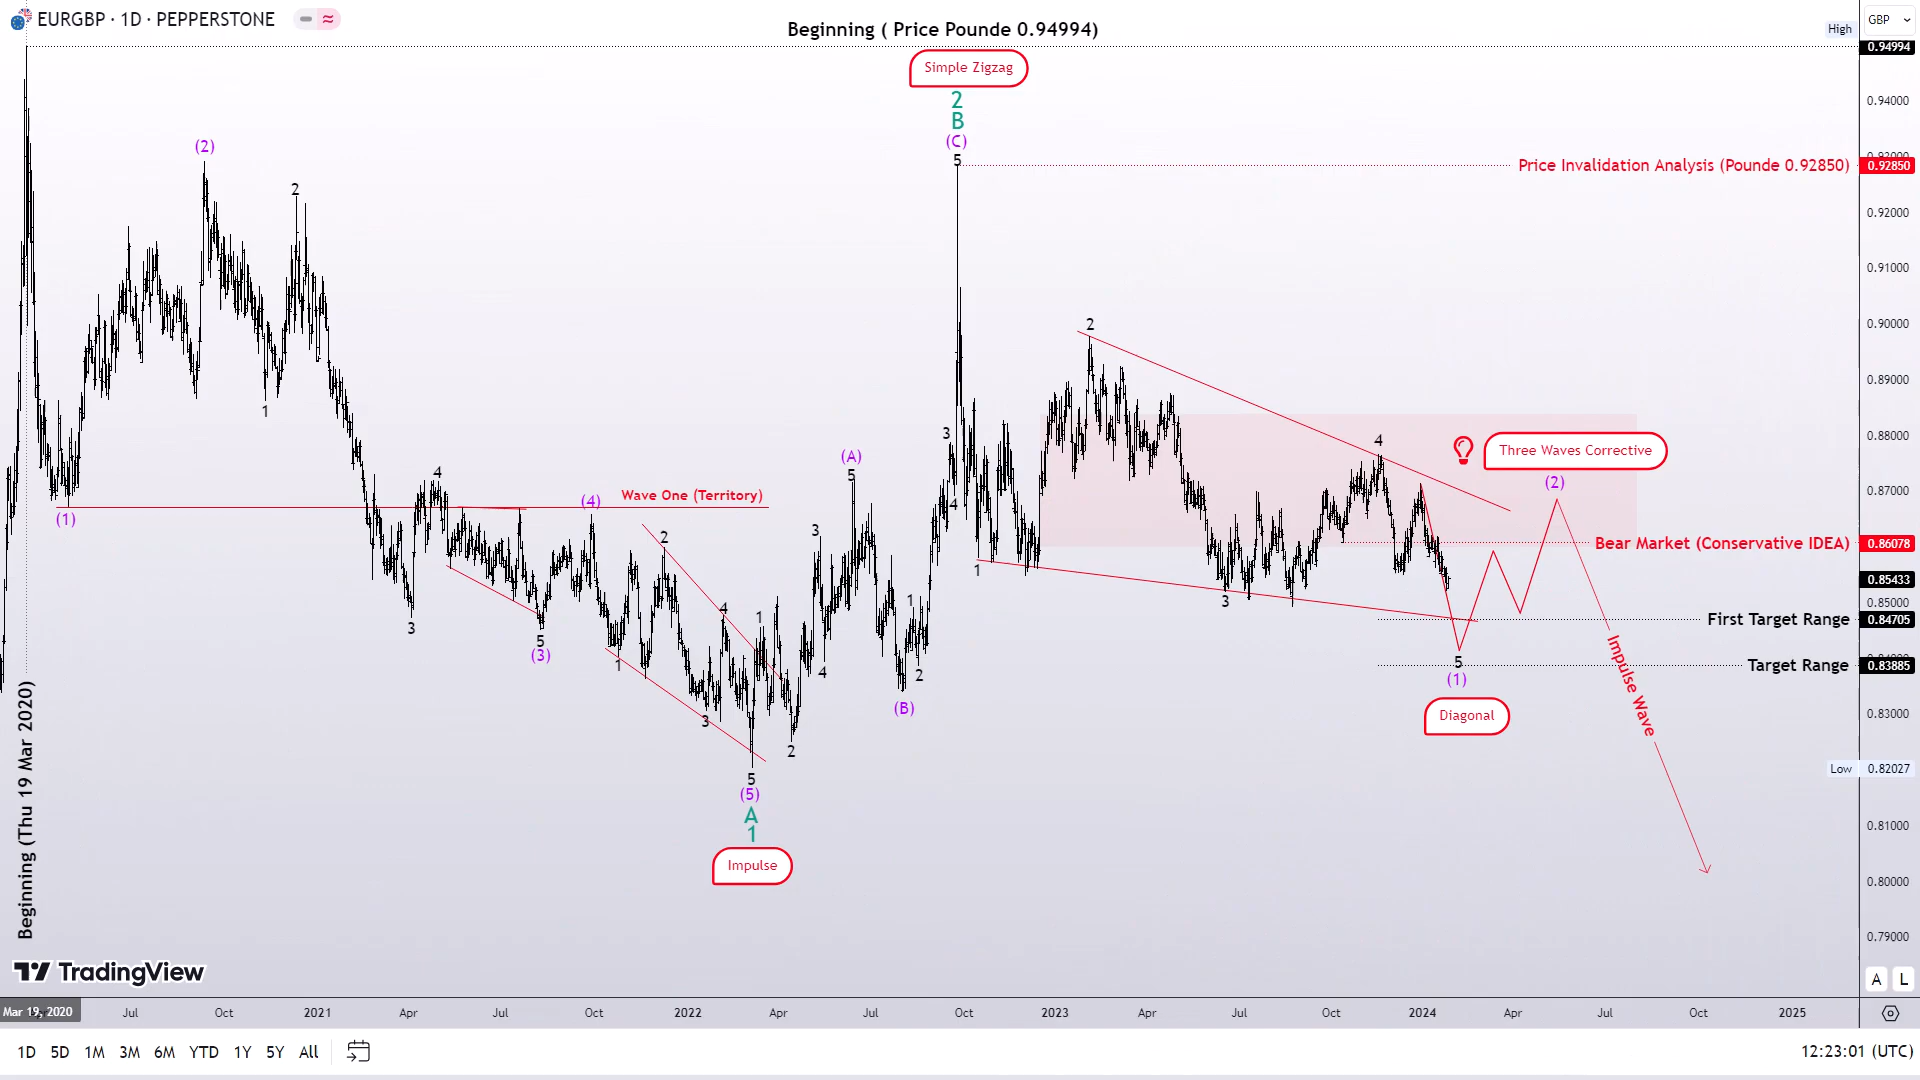 EURGBP · 1D · PEPPERSTONE
Beginning ( Price Pounde 0.94994)
GBP
High 0.94994
Simple Zigzag
2
B
(C)
5
0.94000
(2)
Price Invalidation Analysis (Pounde 0.92850) 0.92850
2
0.92000
0.91000
2
0.90000
0.89000
1
3
4
0.88000
(A)
Three Waves Corrective
4
5
(2)
0.87000
Wave One (Territory)
(4)
4
(1)
3
2
Bear Market (Conservative IDEA) 0.86078
1
0.85433
1
3
0.85000
4
1
First Target Range 0.84705
3
5
(3)
1
4
2
5
Target Range 0.83885
(1)
(B)
Diagonal
0.83000
3
2
Impulse Wave
5
(5)
Low 0.82027
A
1
0.81000
Impulse
0.80000
Beginning (Thu 19 Mar 2020)
0.79000
TradingView
A L
Mar 19, 2020 Jul Oct 2021 Apr Jul Oct 2022 Apr Jul Oct 2023 Apr Jul Oct 2024 Apr Jul Oct 2025
1D 5D 1M 3M 6M YTD 1Y 5Y All
12:23:01 (UTC)